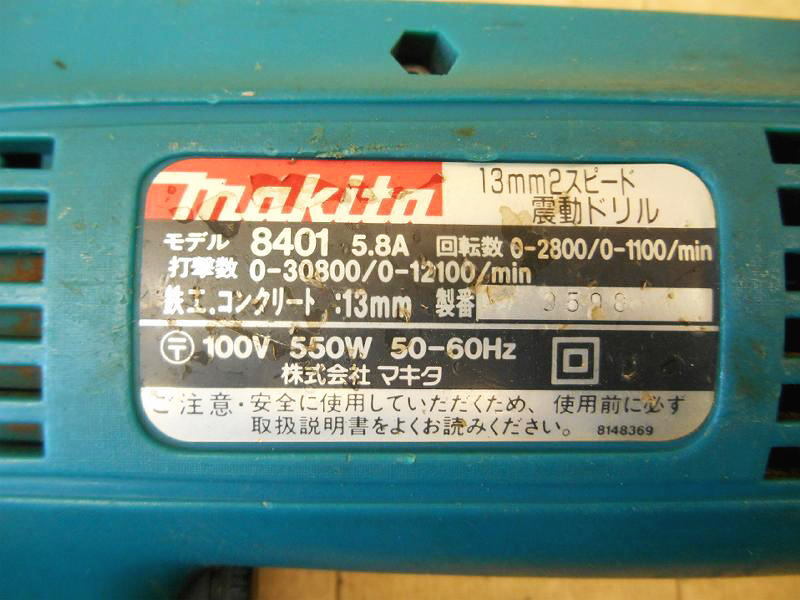 makita
13mm2スピード
震動ドリル
モデル 8401 5.8A 回転数 0-2800/0-1100/min
打撃数 0-30800/0-12100/min
鉄工.コンクリート :13mm 製番
〒 100V 550W 50-60Hz
株式会社 マキタ
ご注意・安全に使用していただくため、使用前に必ず
取扱説明書をよくお読みください。 8148369